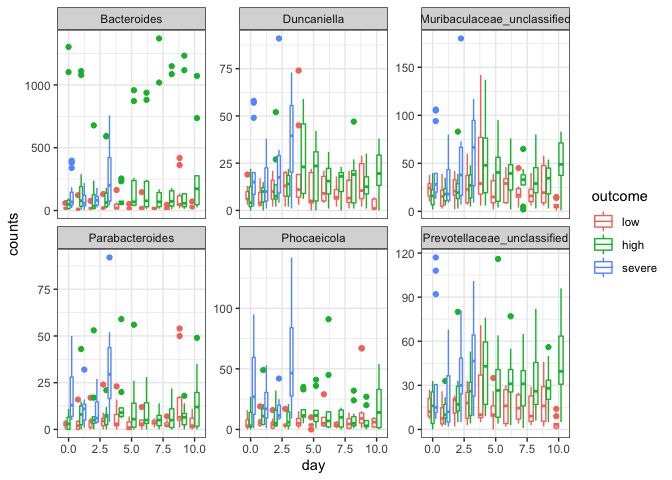 Bacteroides
Duncaniella
Muribaculaceae_unclassified
0
500
1000
0
25
50
75
0
50
100
150
Parabacteroides
Phocaeicola
Prevotellaceae_unclassified
0
25
50
75
0
50
100
0
30
60
90
120
0.0 2.5 5.0 7.5 10.0
0.0 2.5 5.0 7.5 10.0
0.0 2.5 5.0 7.5 10.0
day
counts
outcome
low
high
severe